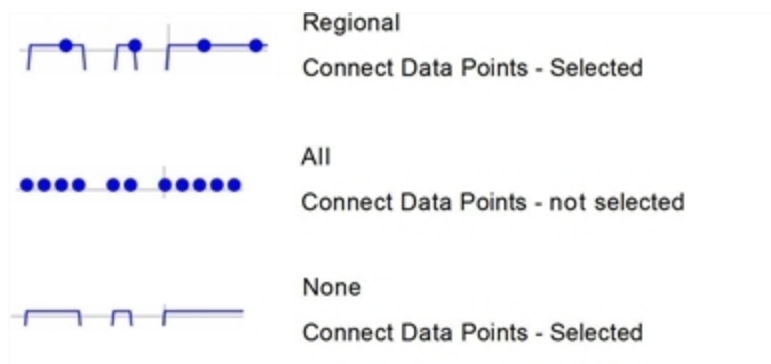 Regional
Connect Data Points - Selected
All
Connect Data Points - not selected
None
Connect Data Points - Selected